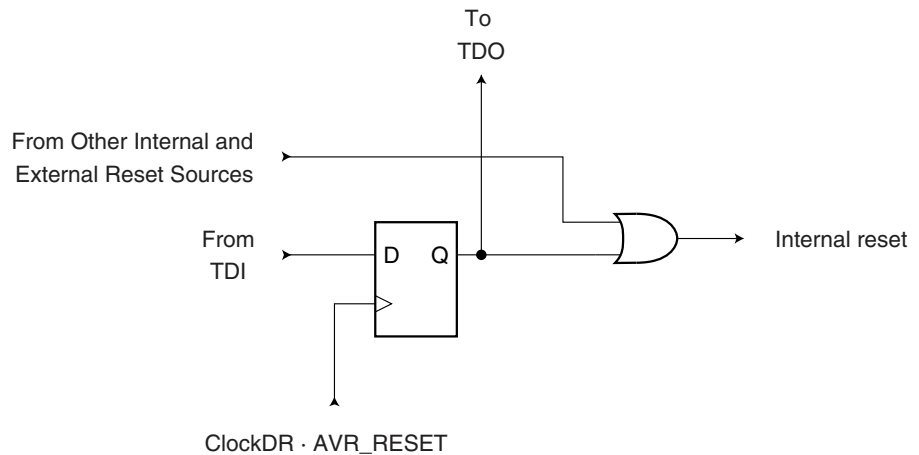 To
TDO
From Other Internal and
External Reset Sources
From
TDI
D Q
Internal reset
ClockDR · AVR_RESET